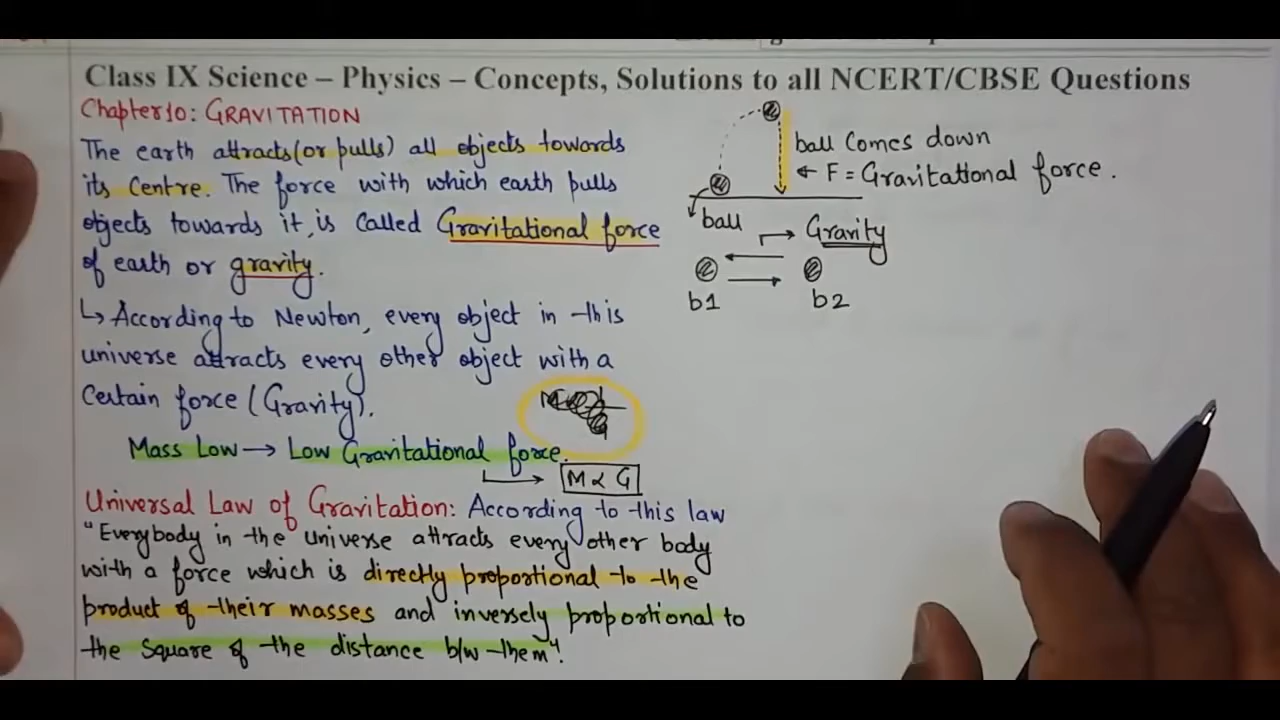 Class IX Science – Physics – Concepts, Solutions to all NCERT/CBSE Questions
Chapter 10: GRAVITATION
The earth attracts (or pulls) all objects towards
its Centre. The force with which earth pulls
objects towards it, is called Gravitational force
of earth or gravity.
↳ According to Newton, every object in this
universe attracts every other object with a
Certain force (Gravity).
Mass Low → Low Gravitational force.
M ∝ G
Universal Law of Gravitation: According to this law
"Everybody in the universe attracts every other body
with a force which is directly proportional to the
product of their masses and inversely proportional to
the square of the distance b/w them".
ball comes down
← F = Gravitational force.
ball
→ Gravity
b1
b2